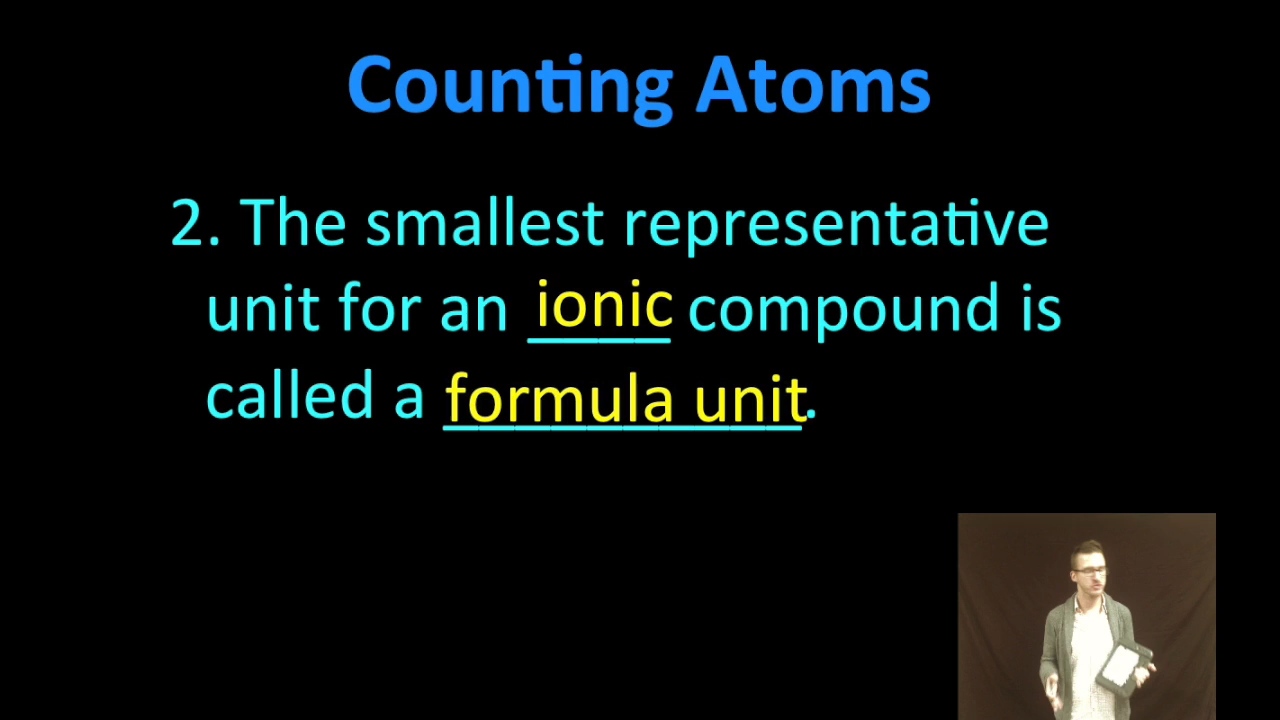 Counting Atoms
2. The smallest representative
unit for an ionic compound is
called a formula unit.